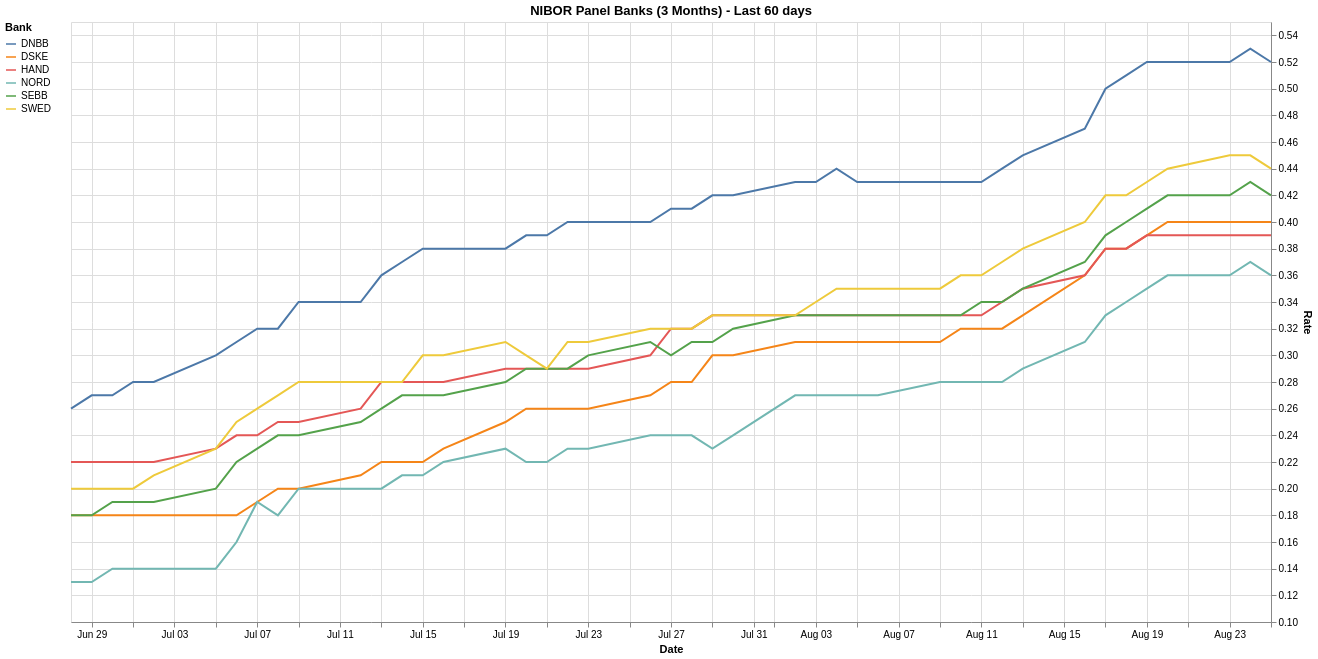 NIBOR Panel Banks (3 Months) - Last 60 days
Bank
DNBB
DSKE
HAND
NORD
SEBB
SWED
0.54
0.52
0.50
0.48
0.46
0.44
0.42
0.40
0.38
0.36
0.34
0.32
0.30
0.28
0.26
0.24
0.22
0.20
0.18
0.16
0.14
0.12
0.10
Rate
Jun 29 Jul 03 Jul 07 Jul 11 Jul 15 Jul 19 Jul 23 Jul 27 Jul 31 Aug 03 Aug 07 Aug 11 Aug 15 Aug 19 Aug 23
Date